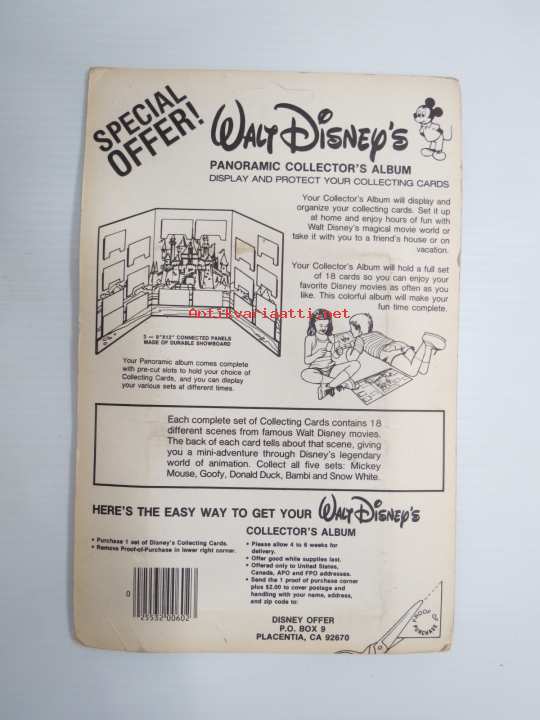 SPECIAL
OFFER!
WALT DISNEY'S
PANORAMIC COLLECTOR'S ALBUM
DISPLAY AND PROTECT YOUR COLLECTING CARDS
Your Collector's Album will display and
organize your collecting cards. Set it up
at home and enjoy hours of fun with
Walt Disney's magical movie world or
take it with you to a friend's house or on
vacation.
Your Collector's Album will hold a full set
of 18 cards so you can enjoy your
favorite Disney movies as often as you
like. This colorful album will make your
fun time complete.
Antikvariaatti.net
3 — 9"X12" CONNECTED PANELS
MADE OF DURABLE SHOWBOARD
Your Panoramic album comes complete
with pre-cut slots to hold your choice of
Collecting Cards, and you can display
your various sets at different times.
Each complete set of Collecting Cards contains 18
different scenes from famous Walt Disney movies.
The back of each card tells about that scene, giving
you a mini-adventure through Disney's legendary
world of animation. Collect all five sets: Mickey
Mouse, Goofy, Donald Duck, Bambi and Snow White.
HERE'S THE EASY WAY TO GET YOUR WALT DISNEY'S
COLLECTOR'S ALBUM
• Purchase 1 set of Disney's Collecting Cards.
• Remove Proof-of-Purchase in lower right corner.
• Please allow 4 to 6 weeks for
delivery.
• Offer good while supplies last.
• Offered only to United States,
Canada, APO and FPO addresses.
• Send the 1 proof of purchase corner
plus $2.00 to cover postage and
handling with your name, address,
and zip code to:
DISNEY OFFER
P.O. BOX 9
PLACENTIA, CA 92670
0
25532 00602
PROOF OF
PURCHASE